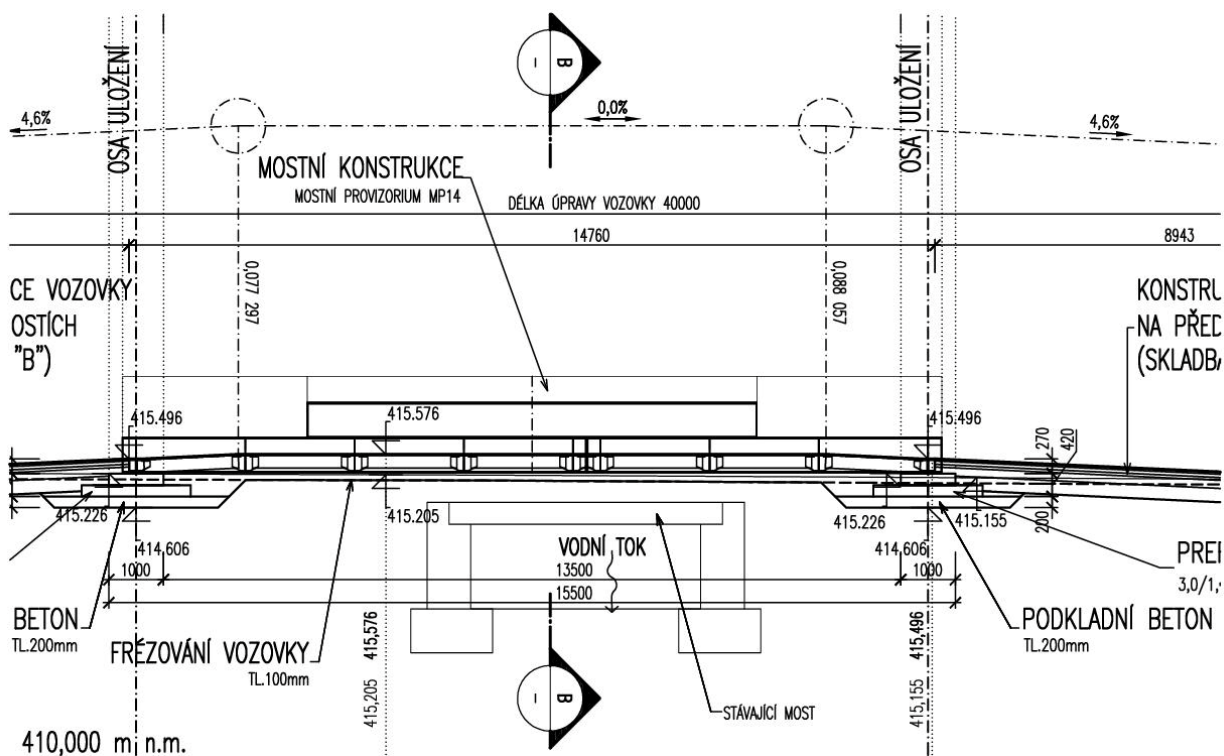 OSA ULOŽENÍ
B
I
OSA ULOŽENÍ
4,6%
0,0%
4,6%
MOSTNÍ KONSTRUKCE
MOSTNÍ PROVIZORIUM MP14
DÉLKA ÚPRAVY VOZOVKY 40000
14760
8943
0,077 297
0,088 057
CE VOZOVKY
OSTÍCH
"B")
KONSTRU
NA PŘED
(SKLADBA
415.496
415.576
415.496
270
420
415.226
415.205
415.226
415.155
200
414.606
VODNÍ TOK
414.606
1000
13500
1000
15500
PREF
3,0/1,
BETON
TL.200mm
PODKLADNÍ BETON
TL.200mm
FRÉZOVÁNÍ VOZOVKY
TL.100mm
415,576
415,496
415,205
415,155
B
I
STÁVAJÍCÍ MOST
410,000 m n.m.